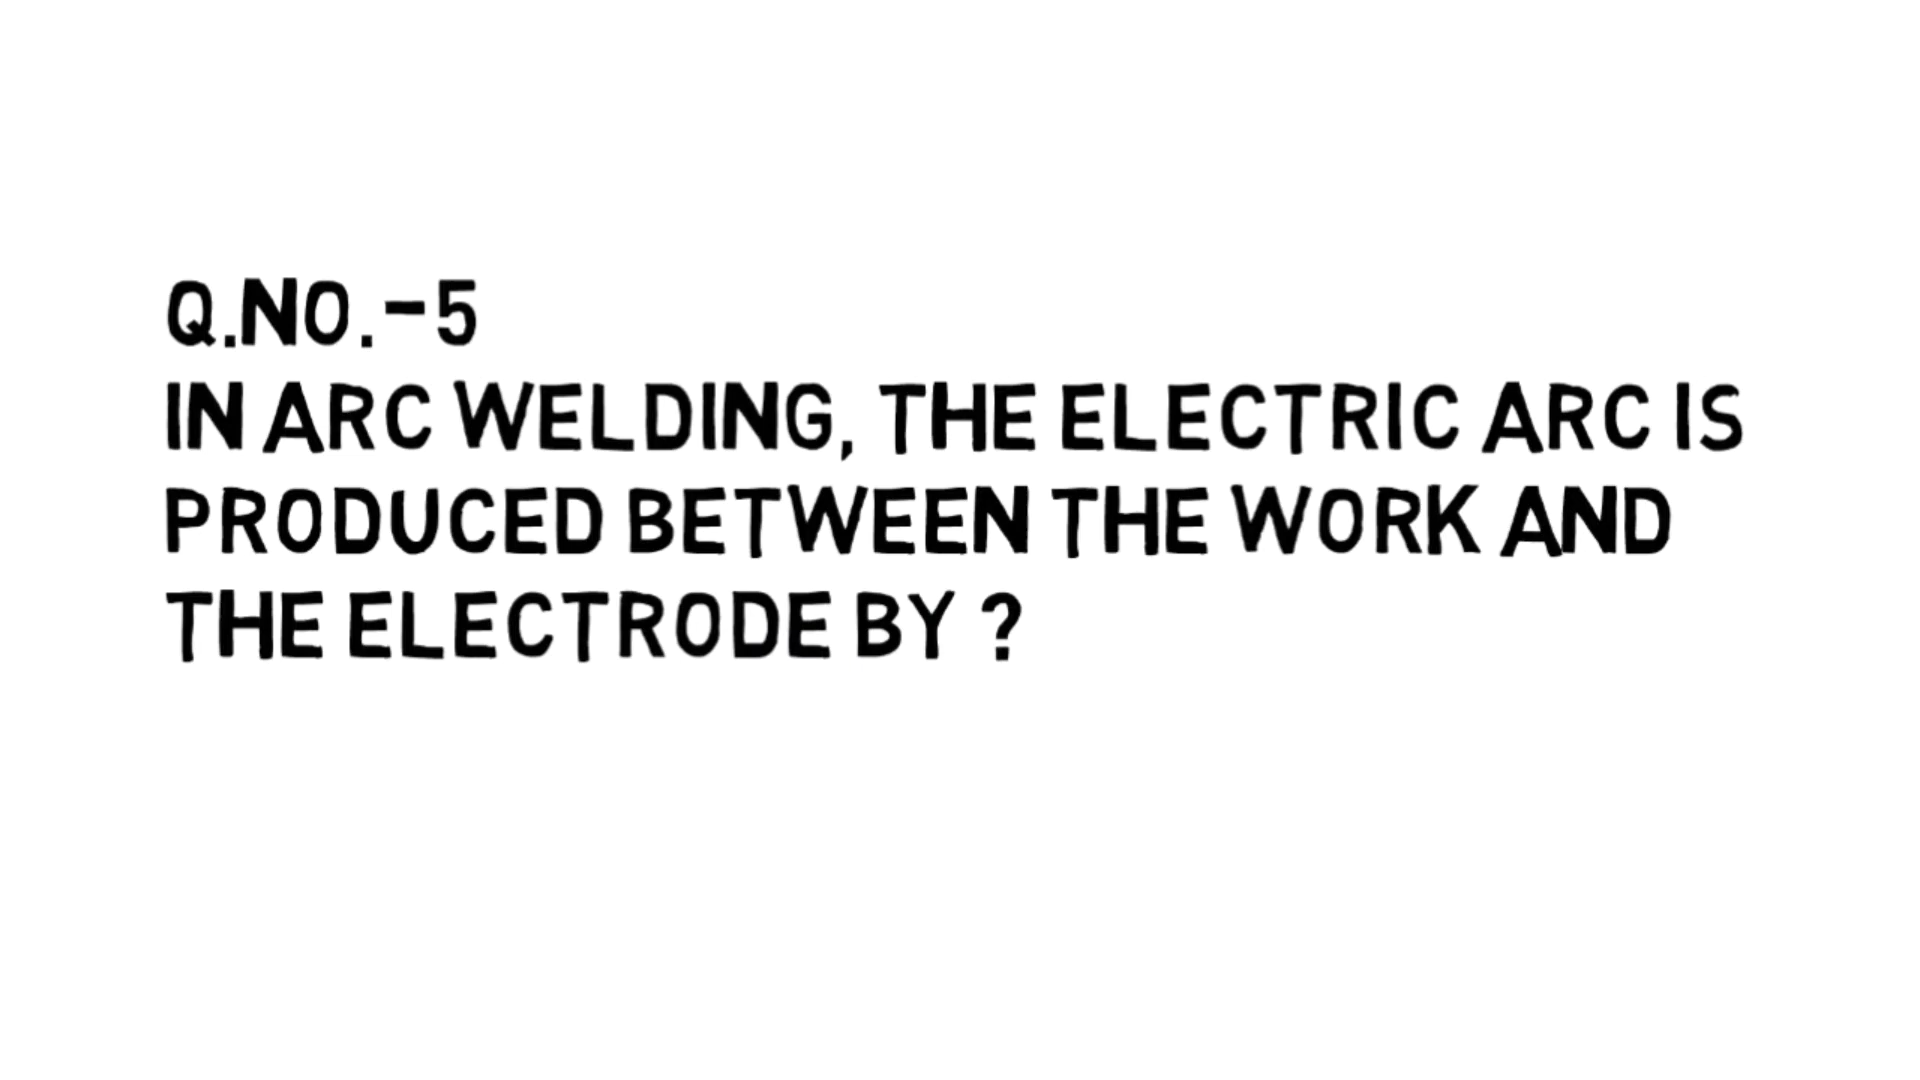 Q.NO.-5
IN ARC WELDING, THE ELECTRIC ARC IS
PRODUCED BETWEEN THE WORK AND
THE ELECTRODE BY ?